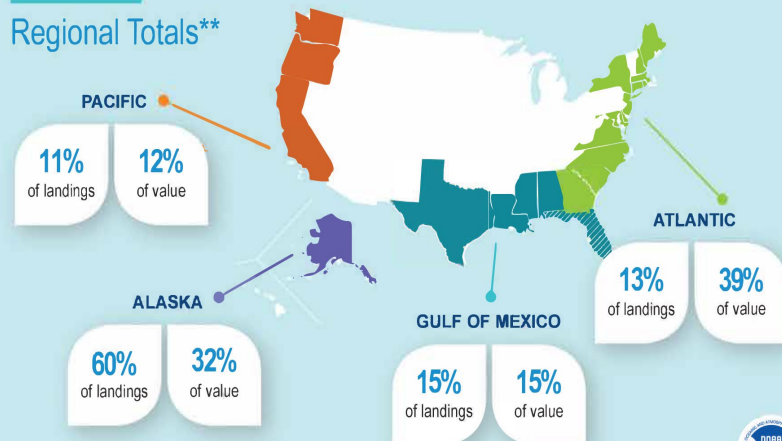 Regional Totals**
PACIFIC
11%
of landings
12%
of value
ATLANTIC
13%
of landings
39%
of value
ALASKA
60%
of landings
32%
of value
GULF OF MEXICO
15%
of landings
15%
of value